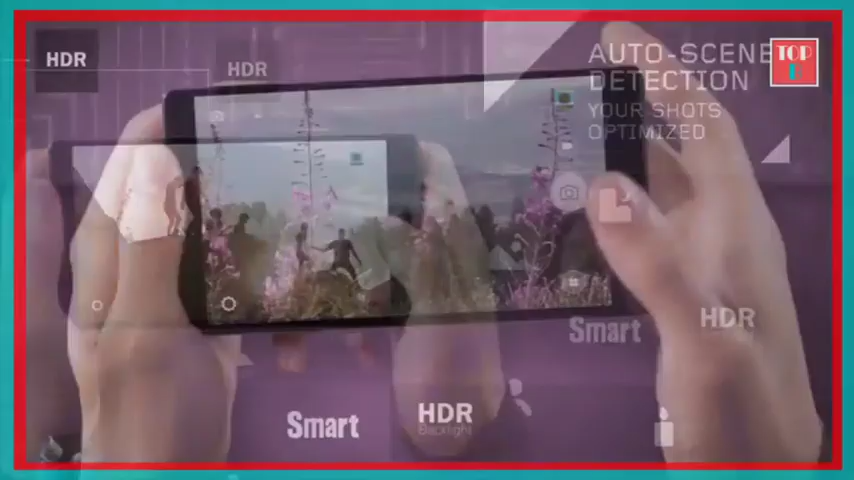 HDR
HDR
AUTO-SCENE
DETECTION
YOUR SHOTS
OPTIMIZED
TOP
HDR
Smart
Smart
HDR
Backlight